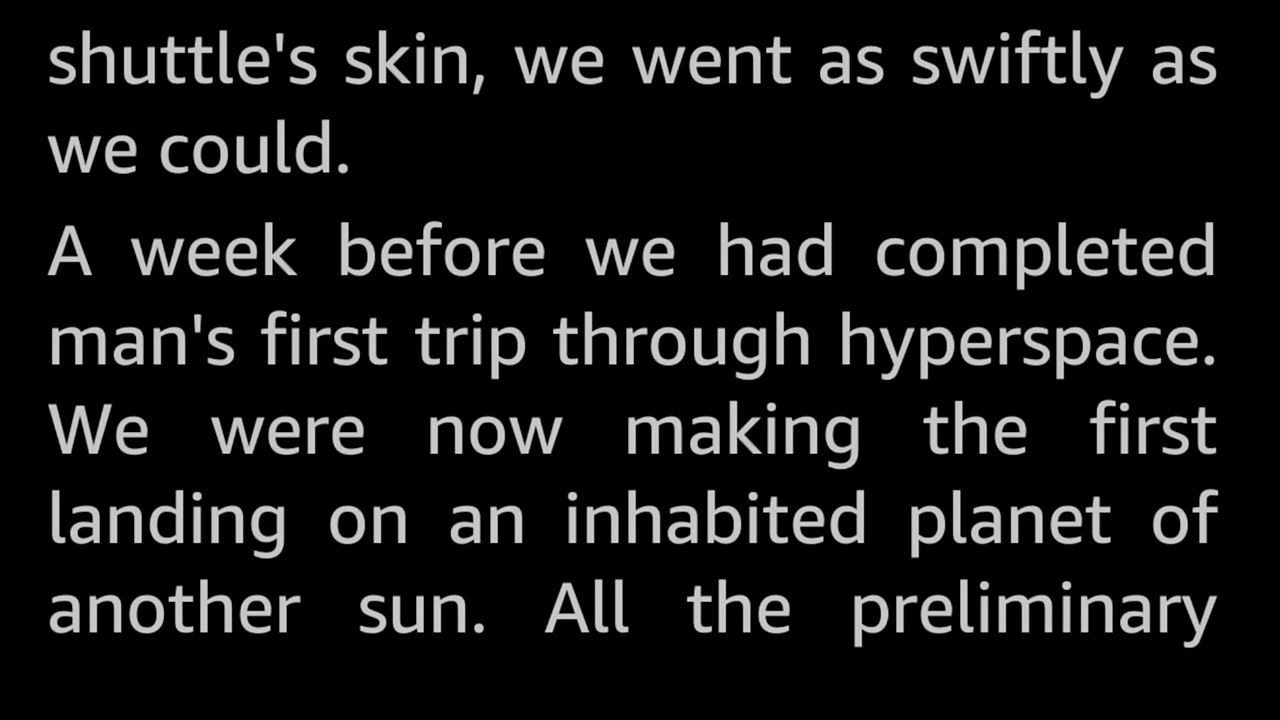 shuttle's skin, we went as swiftly as
we could.
A week before we had completed
man's first trip through hyperspace.
We were now making the first
landing on an inhabited planet of
another sun. All the preliminary